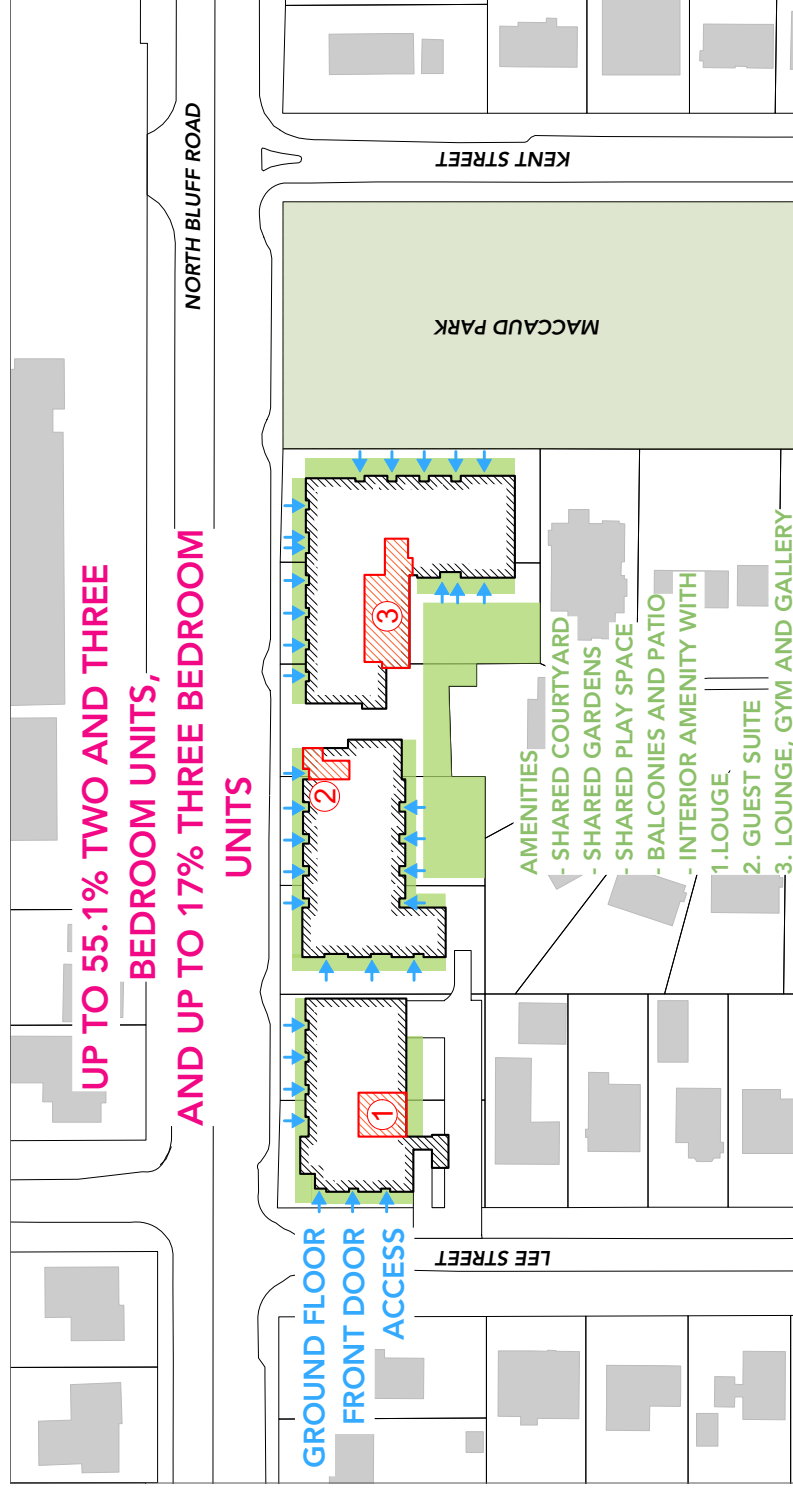 UP TO 55.1% TWO AND THREE
BEDROOM UNITS,
AND UP TO 17% THREE BEDROOM
UNITS
NORTH BLUFF ROAD
KENT STREET
MACCAUD PARK
LEE STREET
GROUND FLOOR
FRONT DOOR
ACCESS
1
2
3
AMENITIES
- SHARED COURTYARD
- SHARED GARDENS
- SHARED PLAY SPACE
- BALCONIES AND PATIO
- INTERIOR AMENITY WITH
1.LOUGE
2. GUEST SUITE
3. LOUNGE, GYM AND GALLERY